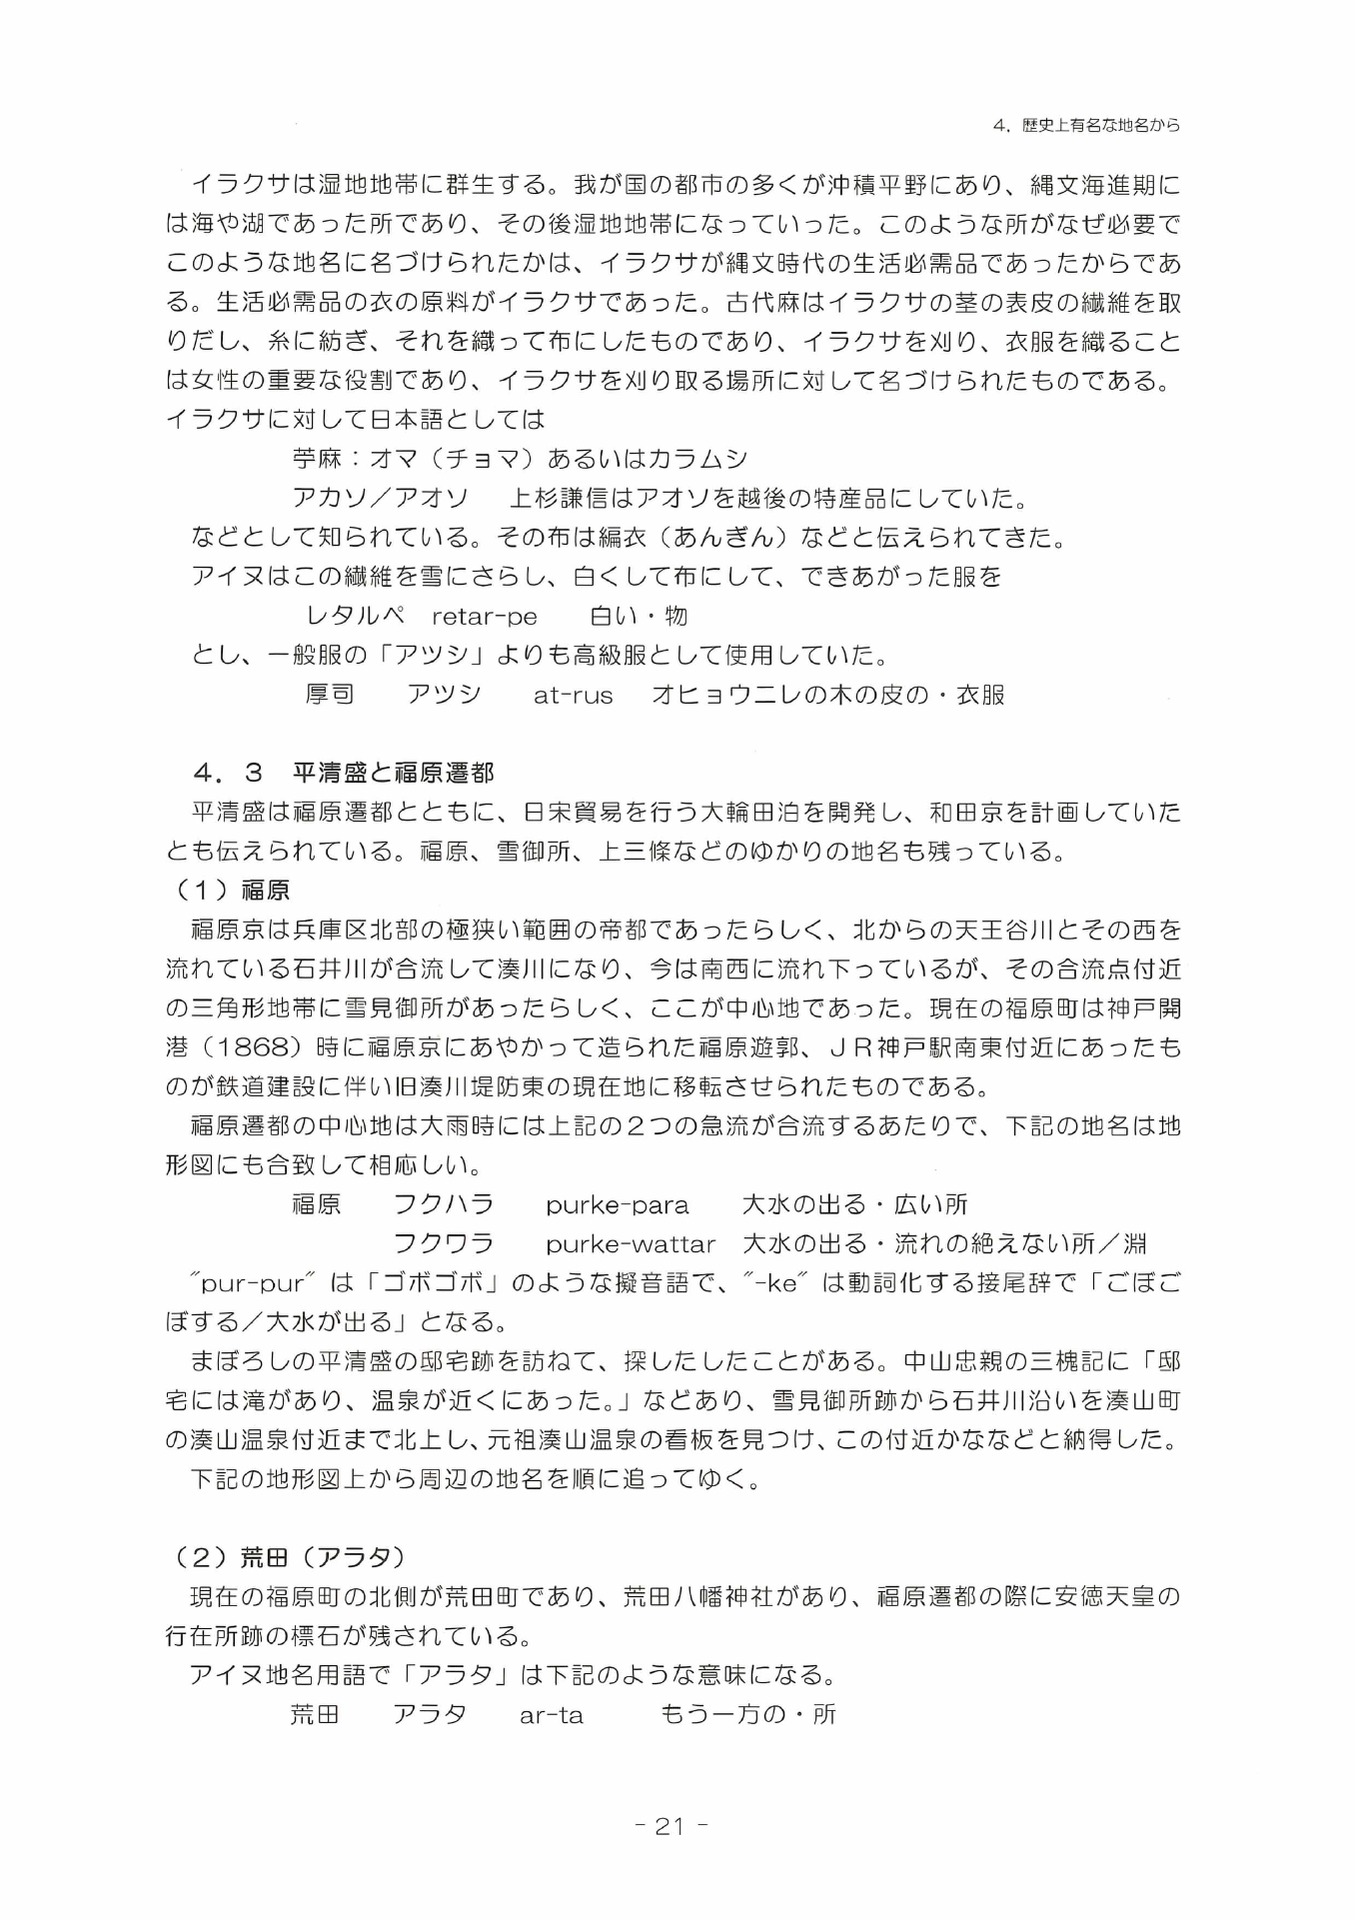 4．歴史上有名な地名から
イラクサは湿地地帯に群生する。我が国の都市の多くが沖積平野にあり、縄文海進期に
は海や湖であった所であり、その後湿地地帯になっていった。このような所がなぜ必要で
このような地名に名づけられたかは、イラクサが縄文時代の生活必需品であったからであ
る。生活必需品の衣の原料がイラクサであった。古代麻はイラクサの茎の表皮の繊維を取
りだし、糸に紡ぎ、それを織って布にしたものであり、イラクサを刈り、衣服を織ること
は女性の重要な役割であり、イラクサを刈り取る場所に対して名づけられたものである。
イラクサに対して日本語としては
苧麻：オマ（チョマ）あるいはカラムシ
アカソ／アオソ　上杉謙信はアオソを越後の特産品にしていた。
などとして知られている。その布は編衣（あんぎん）などと伝えられてきた。
アイヌはこの繊維を雪にさらし、白くして布にして、できあがった服を
レタルペ　retar-pe　　白い・物
とし、一般服の「アツシ」よりも高級服として使用していた。
厚司　　アツシ　　at-rus　オヒョウニレの木の皮の・衣服
４．３　平清盛と福原遷都
平清盛は福原遷都とともに、日宋貿易を行う大輪田泊を開発し、和田京を計画していた
とも伝えられている。福原、雪御所、上三條などのゆかりの地名も残っている。
（１）福原
福原京は兵庫区北部の極狭い範囲の帝都であったらしく、北からの天王谷川とその西を
流れている石井川が合流して湊川になり、今は南西に流れ下っているが、その合流点付近
の三角形地帯に雪見御所があったらしく、ここが中心地であった。現在の福原町は神戸開
港（1868）時に福原京にあやかって造られた福原遊郭、ＪＲ神戸駅南東付近にあったも
のが鉄道建設に伴い旧湊川堤防東の現在地に移転させられたものである。
福原遷都の中心地は大雨時には上記の２つの急流が合流するあたりで、下記の地名は地
形図にも合致して相応しい。
福原　　フクハラ　　purke-para　　大水の出る・広い所
フクワラ　　purke-wattar　大水の出る・流れの絶えない所／淵
″pur-pur″ は「ゴボゴボ」のような擬音語で、″-ke″ は動詞化する接尾辞で「ごぼご
ぼする／大水が出る」となる。
まぼろしの平清盛の邸宅跡を訪ねて、探したしたことがある。中山忠親の三槐記に「邸
宅には滝があり、温泉が近くにあった。」などあり、雪見御所跡から石井川沿いを湊山町
の湊山温泉付近まで北上し、元祖湊山温泉の看板を見つけ、この付近かななどと納得した。
下記の地形図上から周辺の地名を順に追ってゆく。
（２）荒田（アラタ）
現在の福原町の北側が荒田町であり、荒田八幡神社があり、福原遷都の際に安徳天皇の
行在所跡の標石が残されている。
アイヌ地名用語で「アラタ」は下記のような意味になる。
荒田　　アラタ　　ar-ta　　　もう一方の・所
- 21 -